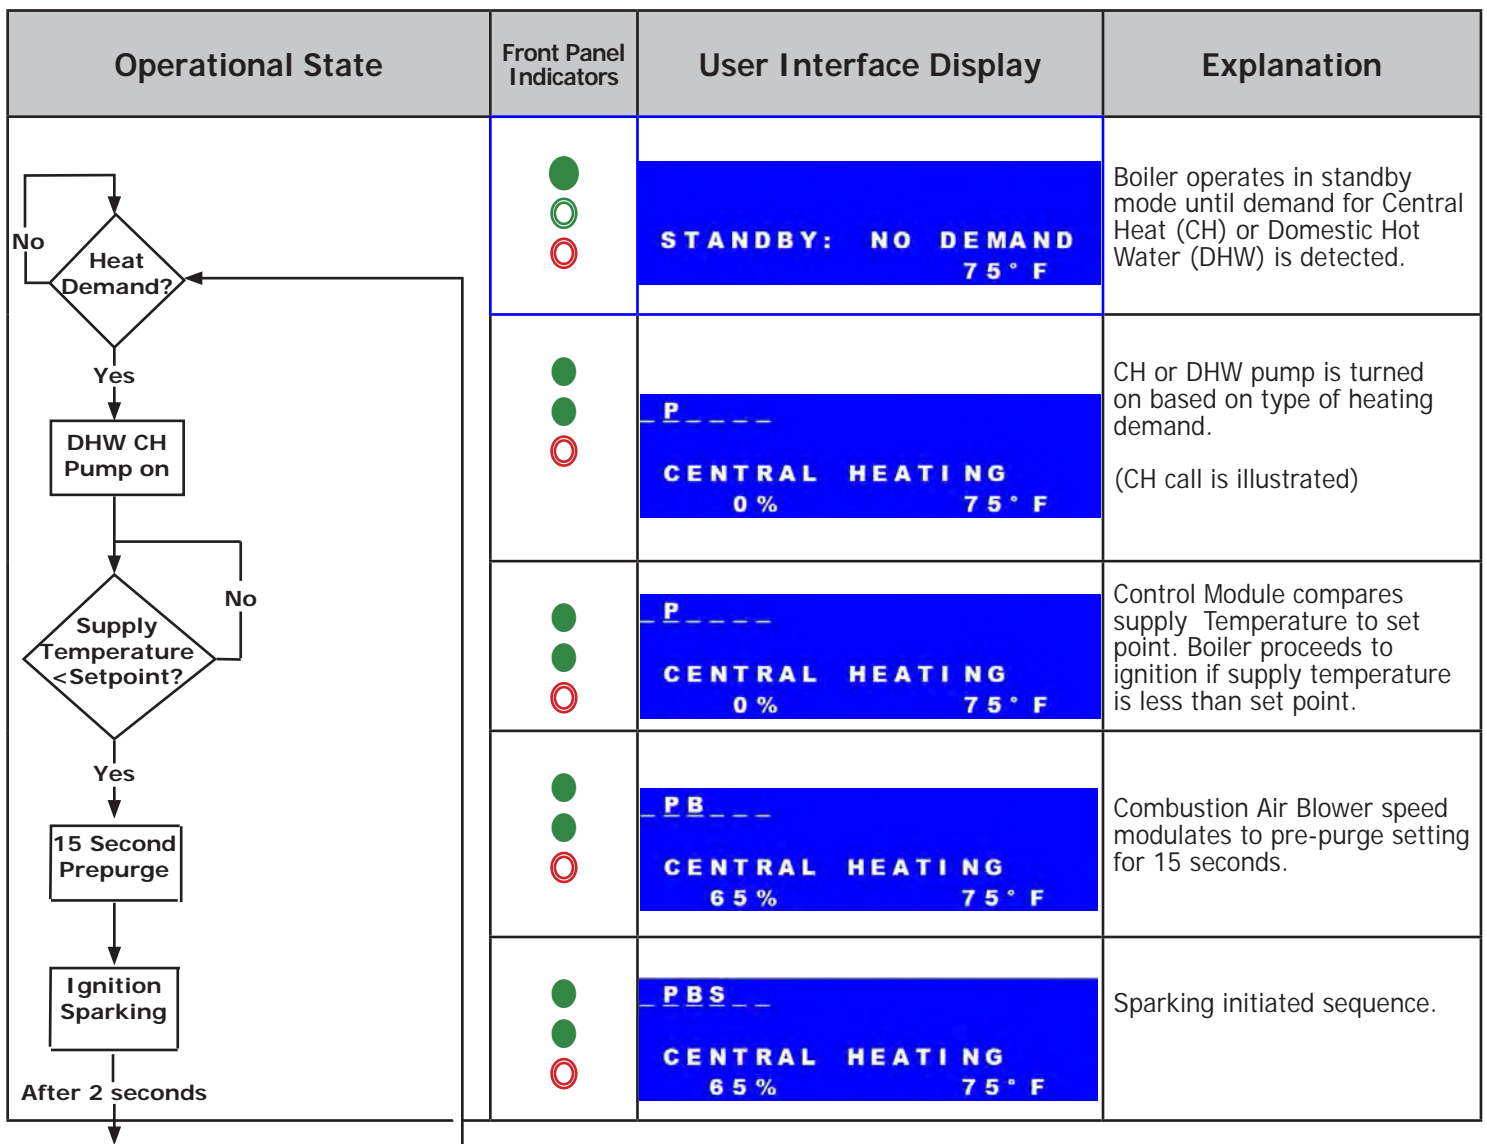 Operational State
Front Panel
Indicators
User Interface Display
Explanation
No
Heat
Demand?
Yes
DHW CH
Pump on
Supply
Temperature
<Setpoint?
No
Yes
15 Second
Prepurge
Ignition
Sparking
After 2 seconds
STANDBY: NO DEMAND
75° F
Boiler operates in standby
mode until demand for Central
Heat (CH) or Domestic Hot
Water (DHW) is detected.
_P____
CENTRAL HEATING
0% 75° F
CH or DHW pump is turned
on based on type of heating
demand.
(CH call is illustrated)
_P____
CENTRAL HEATING
0% 75° F
Control Module compares
supply Temperature to set
point. Boiler proceeds to
ignition if supply temperature
is less than set point.
_PB___
CENTRAL HEATING
65% 75° F
Combustion Air Blower speed
modulates to pre-purge setting
for 15 seconds.
_PBS__
CENTRAL HEATING
65% 75° F
Sparking initiated sequence.